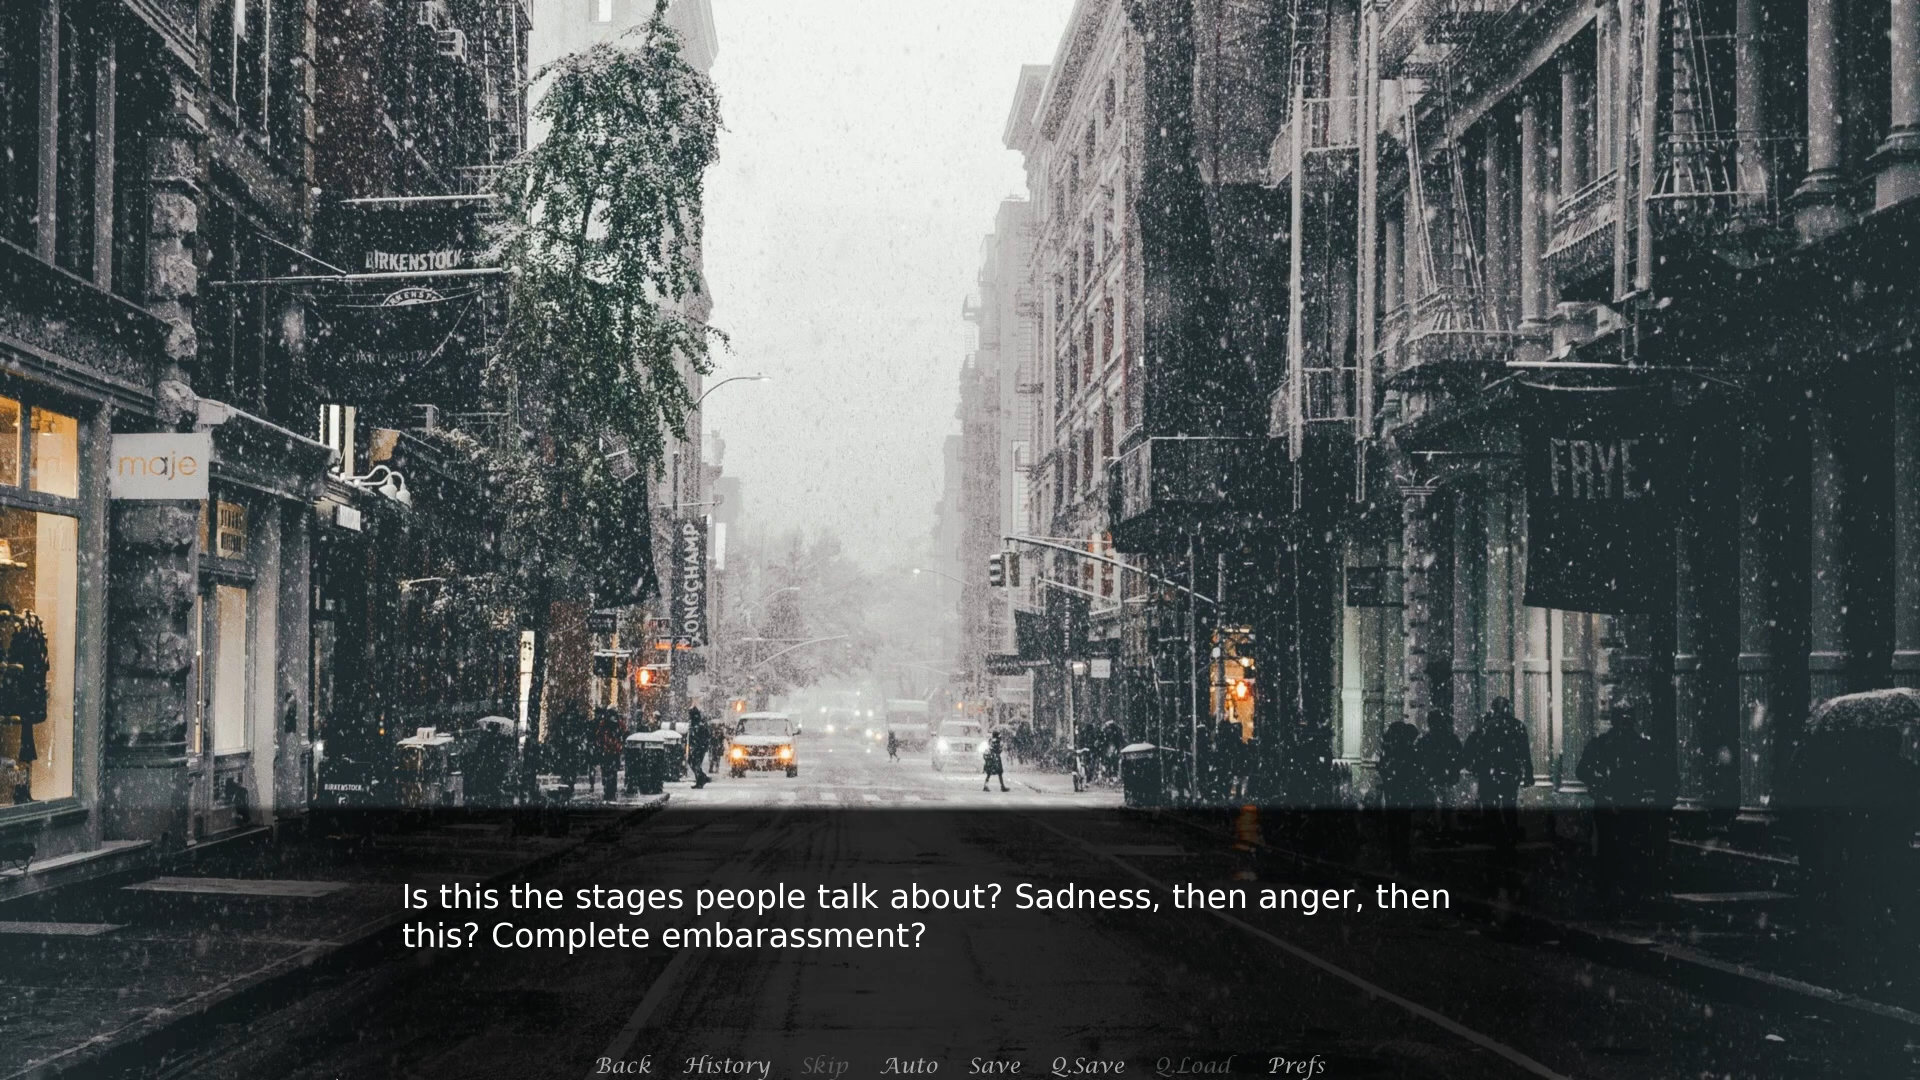 BIRKENSTOCK
maje
FRYE
LONGCHAMP
BIRKENSTOCK
Is this the stages people talk about? Sadness, then anger, then
this? Complete embarassment?
Back History Skip Auto Save Q.Save Q.Load Prefs